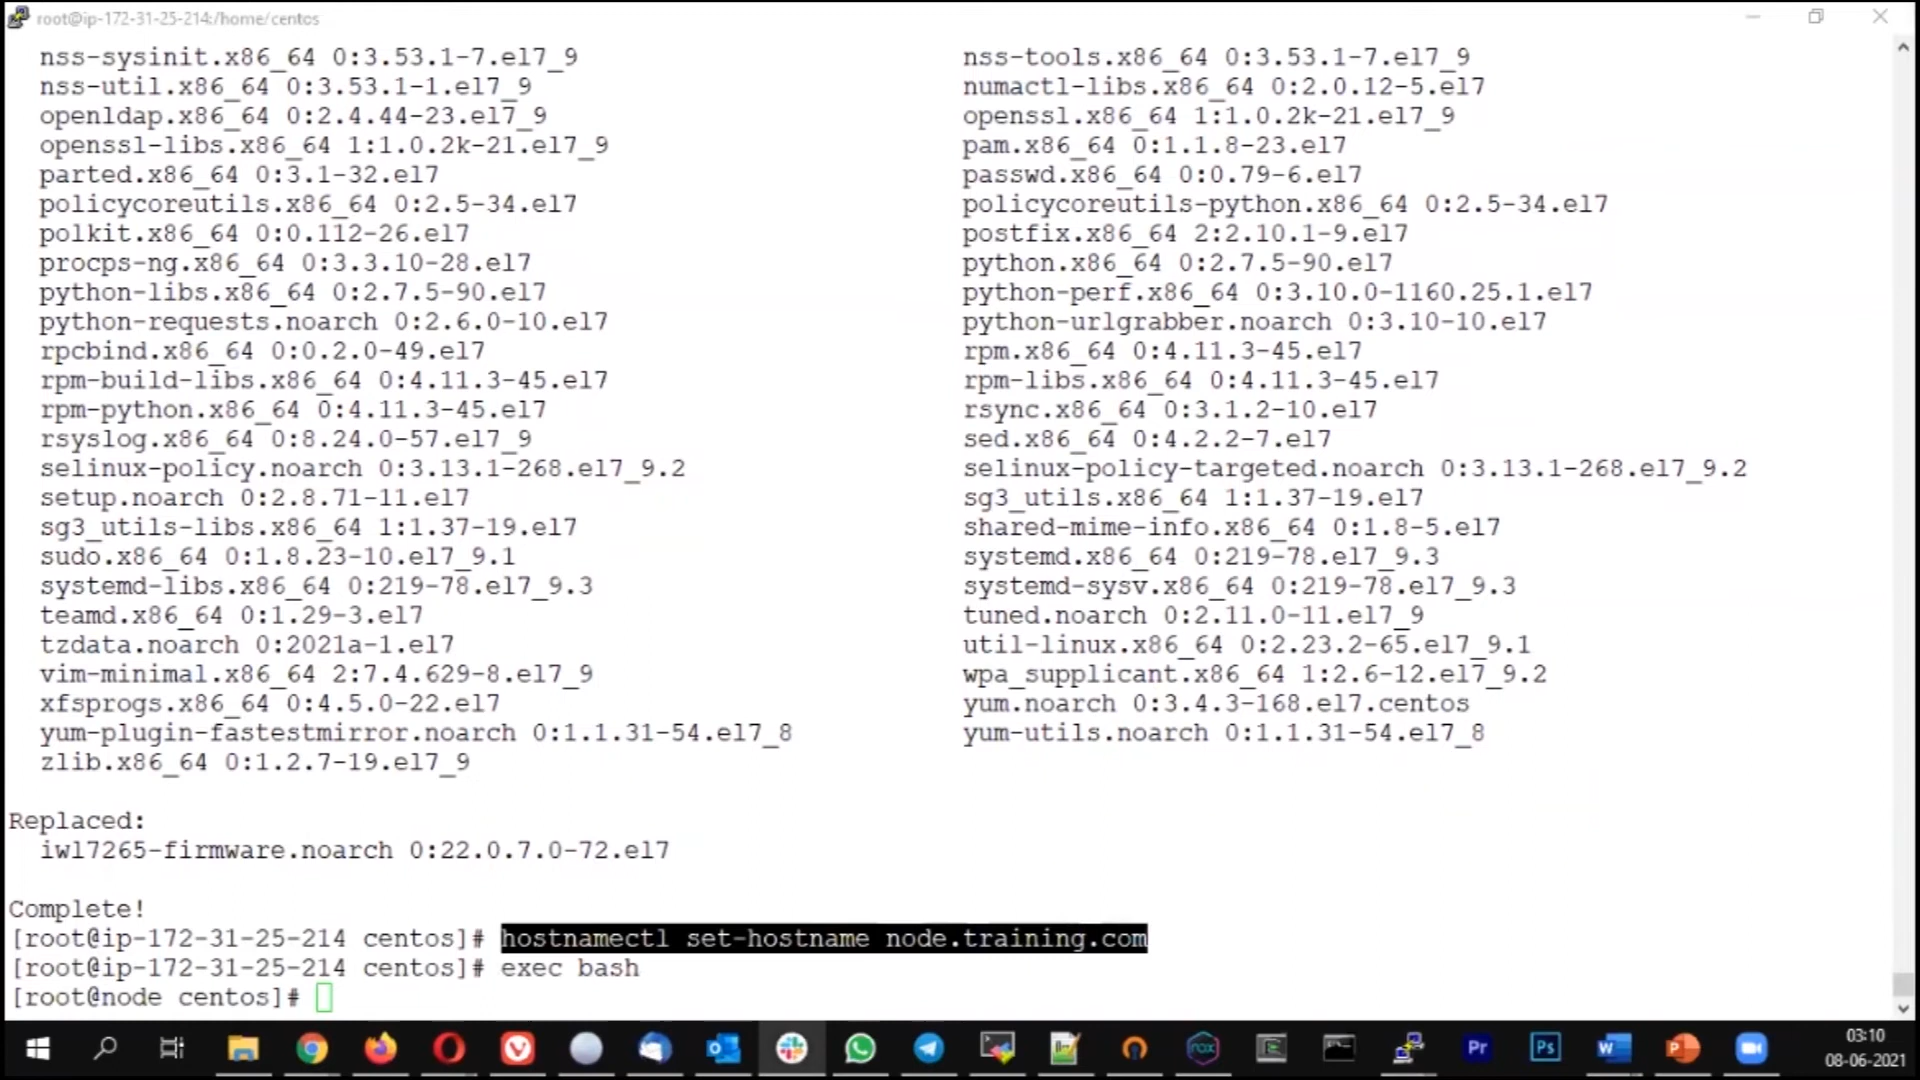 root@ip-172-31-25-214:/home/centos
nss-sysinit.x86_64 0:3.53.1-7.el7_9 nss-tools.x86_64 0:3.53.1-7.el7_9
nss-util.x86_64 0:3.53.1-1.el7_9 numactl-libs.x86_64 0:2.0.12-5.el7
openldap.x86_64 0:2.4.44-23.el7_9 openssl.x86_64 1:1.0.2k-21.el7_9
openssl-libs.x86_64 1:1.0.2k-21.el7_9 pam.x86_64 0:1.1.8-23.el7
parted.x86_64 0:3.1-32.el7 passwd.x86_64 0:0.79-6.el7
policycoreutils.x86_64 0:2.5-34.el7 policycoreutils-python.x86_64 0:2.5-34.el7
polkit.x86_64 0:0.112-26.el7 postfix.x86_64 2:2.10.1-9.el7
procps-ng.x86_64 0:3.3.10-28.el7 python.x86_64 0:2.7.5-90.el7
python-libs.x86_64 0:2.7.5-90.el7 python-perf.x86_64 0:3.10.0-1160.25.1.el7
python-requests.noarch 0:2.6.0-10.el7 python-urlgrabber.noarch 0:3.10-10.el7
rpcbind.x86_64 0:0.2.0-49.el7 rpm.x86_64 0:4.11.3-45.el7
rpm-build-libs.x86_64 0:4.11.3-45.el7 rpm-libs.x86_64 0:4.11.3-45.el7
rpm-python.x86_64 0:4.11.3-45.el7 rsync.x86_64 0:3.1.2-10.el7
rsyslog.x86_64 0:8.24.0-57.el7_9 sed.x86_64 0:4.2.2-7.el7
selinux-policy.noarch 0:3.13.1-268.el7_9.2 selinux-policy-targeted.noarch 0:3.13.1-268.el7_9.2
setup.noarch 0:2.8.71-11.el7 sg3_utils.x86_64 1:1.37-19.el7
sg3_utils-libs.x86_64 1:1.37-19.el7 shared-mime-info.x86_64 0:1.8-5.el7
sudo.x86_64 0:1.8.23-10.el7_9.1 systemd.x86_64 0:219-78.el7_9.3
systemd-libs.x86_64 0:219-78.el7_9.3 systemd-sysv.x86_64 0:219-78.el7_9.3
teamd.x86_64 0:1.29-3.el7 tuned.noarch 0:2.11.0-11.el7_9
tzdata.noarch 0:2021a-1.el7 util-linux.x86_64 0:2.23.2-65.el7_9.1
vim-minimal.x86_64 2:7.4.629-8.el7_9 wpa_supplicant.x86_64 1:2.6-12.el7_9.2
xfsprogs.x86_64 0:4.5.0-22.el7 yum.noarch 0:3.4.3-168.el7.centos
yum-plugin-fastestmirror.noarch 0:1.1.31-54.el7_8 yum-utils.noarch 0:1.1.31-54.el7_8
zlib.x86_64 0:1.2.7-19.el7_9
Replaced:
iwl7265-firmware.noarch 0:22.0.7.0-72.el7
Complete!
[root@ip-172-31-25-214 centos]# hostnamectl set-hostname node.training.com
[root@ip-172-31-25-214 centos]# exec bash
[root@node centos]#
Pr Ps W P
03:10
08-06-2021